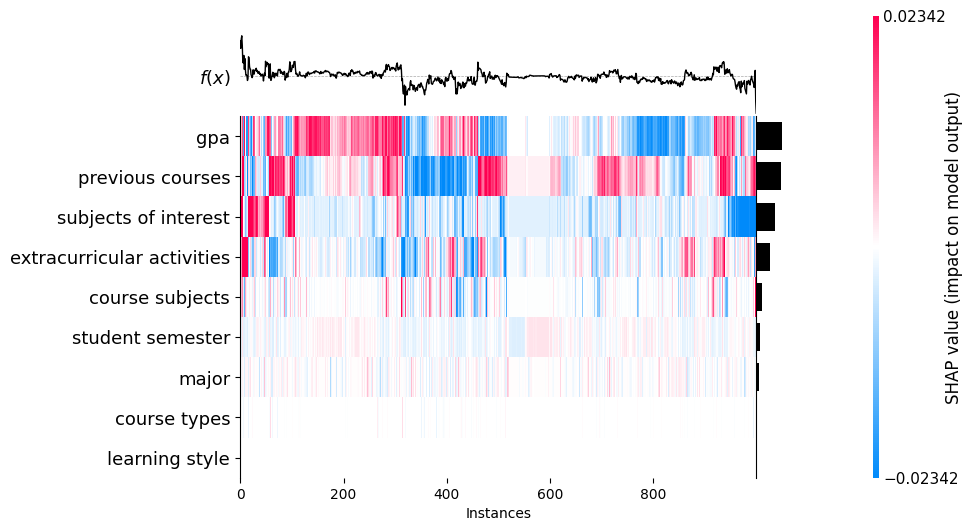 0.02342
f(x)
gpa
previous courses
subjects of interest
extracurricular activities
course subjects
student semester
major
course types
learning style
SHAP value (impact on model output)
−0.02342
0 200 400 600 800
Instances